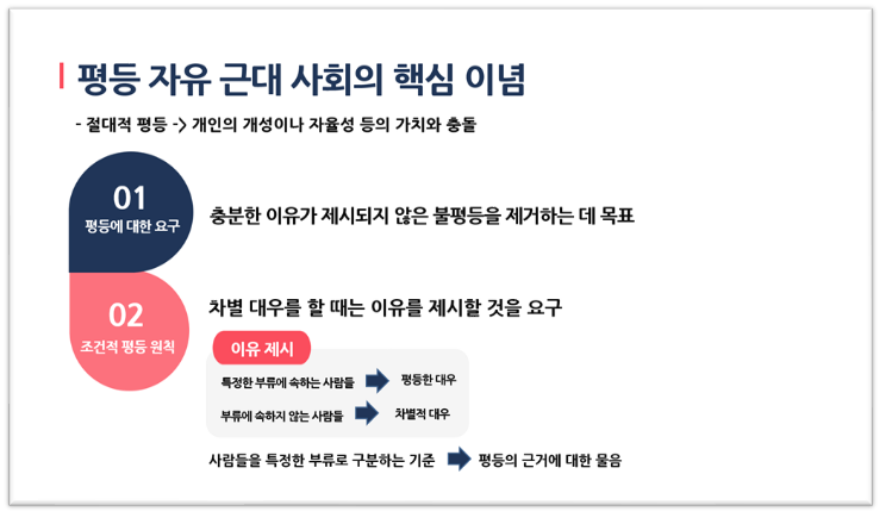 평등 자유 근대 사회의 핵심 이념
- 절대적 평등 -> 개인의 개성이나 자율성 등의 가치와 충돌
01
평등에 대한 요구
충분한 이유가 제시되지 않은 불평등을 제거하는 데 목표
02
조건적 평등 원칙
차별 대우를 할 때는 이유를 제시할 것을 요구
이유 제시
특정한 부류에 속하는 사람들 평등한 대우
부류에 속하지 않는 사람들 차별적 대우
사람들을 특정한 부류로 구분하는 기준 평등의 근거에 대한 물음